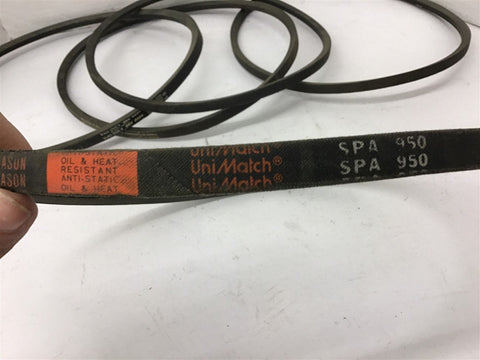 ASON
ASON
OIL & HEAT
RESISTANT
ANTI-STATIC
OIL & HEAT
UniMatch®
UniMatch®
UniMatch®
SPA 950
SPA 950